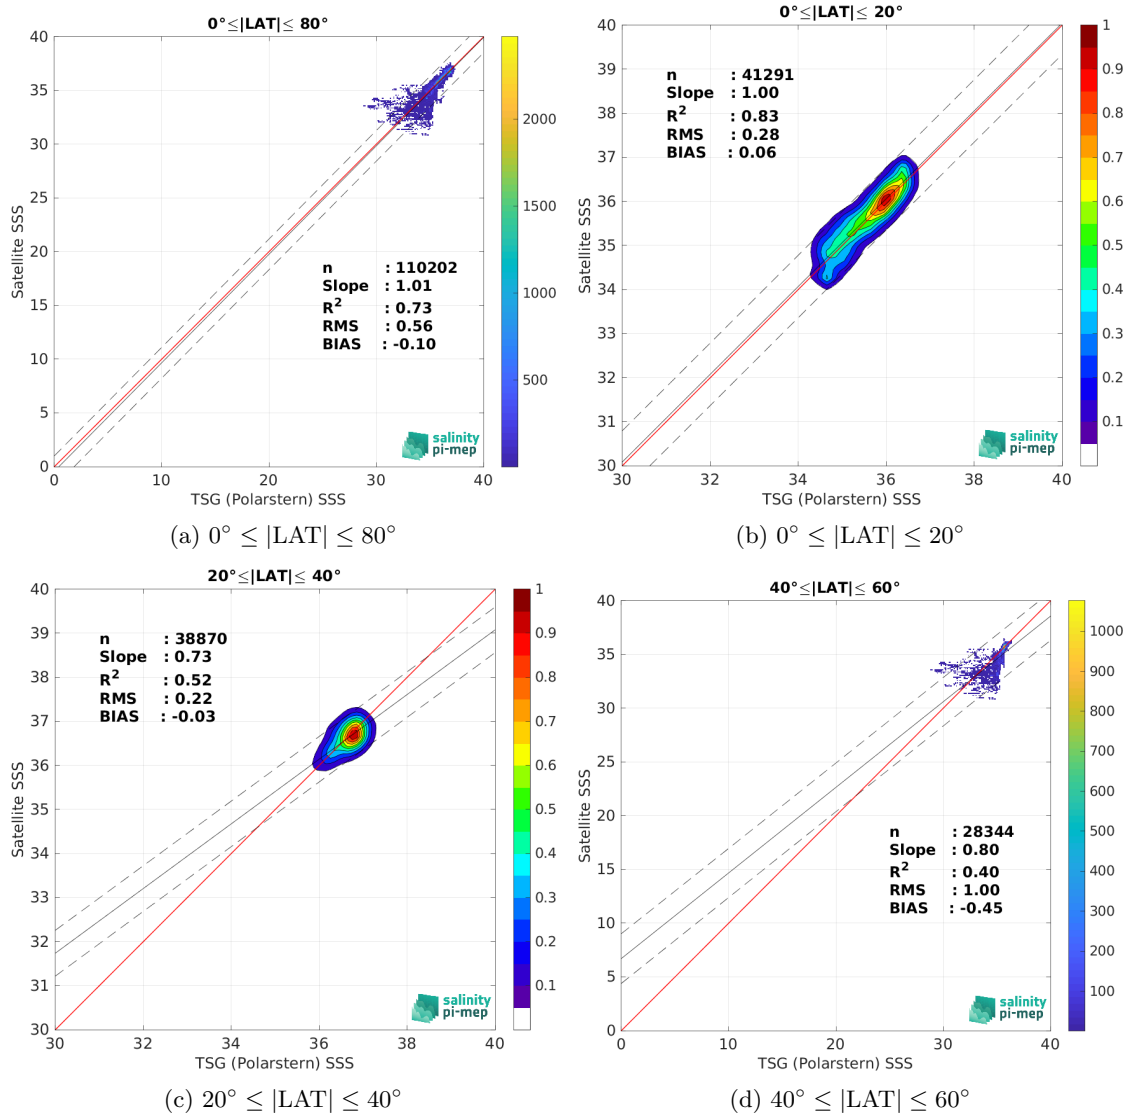 0°≤|LAT|≤ 80°
40
35
30
25
20
15
10
5
0
0
10
20
30
40
Satellite SSS
TSG (Polarstern) SSS
n : 110202
Slope : 1.01
R² : 0.73
RMS : 0.56
BIAS : -0.10
salinity
pi-mep
2000
1500
1000
500
(a) 0° ≤ |LAT| ≤ 80°
0°≤|LAT|≤ 20°
40
39
38
37
36
35
34
33
32
31
30
30
32
34
36
38
40
Satellite SSS
TSG (Polarstern) SSS
n : 41291
Slope : 1.00
R² : 0.83
RMS : 0.28
BIAS : 0.06
salinity
pi-mep
1
0.9
0.8
0.7
0.6
0.5
0.4
0.3
0.2
0.1
(b) 0° ≤ |LAT| ≤ 20°
20°≤|LAT|≤ 40°
40
39
38
37
36
35
34
33
32
31
30
30
32
34
36
38
40
Satellite SSS
TSG (Polarstern) SSS
n : 38870
Slope : 0.73
R² : 0.52
RMS : 0.22
BIAS : -0.03
salinity
pi-mep
1
0.9
0.8
0.7
0.6
0.5
0.4
0.3
0.2
0.1
(c) 20° ≤ |LAT| ≤ 40°
40°≤|LAT|≤ 60°
40
35
30
25
20
15
10
5
0
0
10
20
30
40
Satellite SSS
TSG (Polarstern) SSS
n : 28344
Slope : 0.80
R² : 0.40
RMS : 1.00
BIAS : -0.45
salinity
pi-mep
1000
900
800
700
600
500
400
300
200
100
(d) 40° ≤ |LAT| ≤ 60°